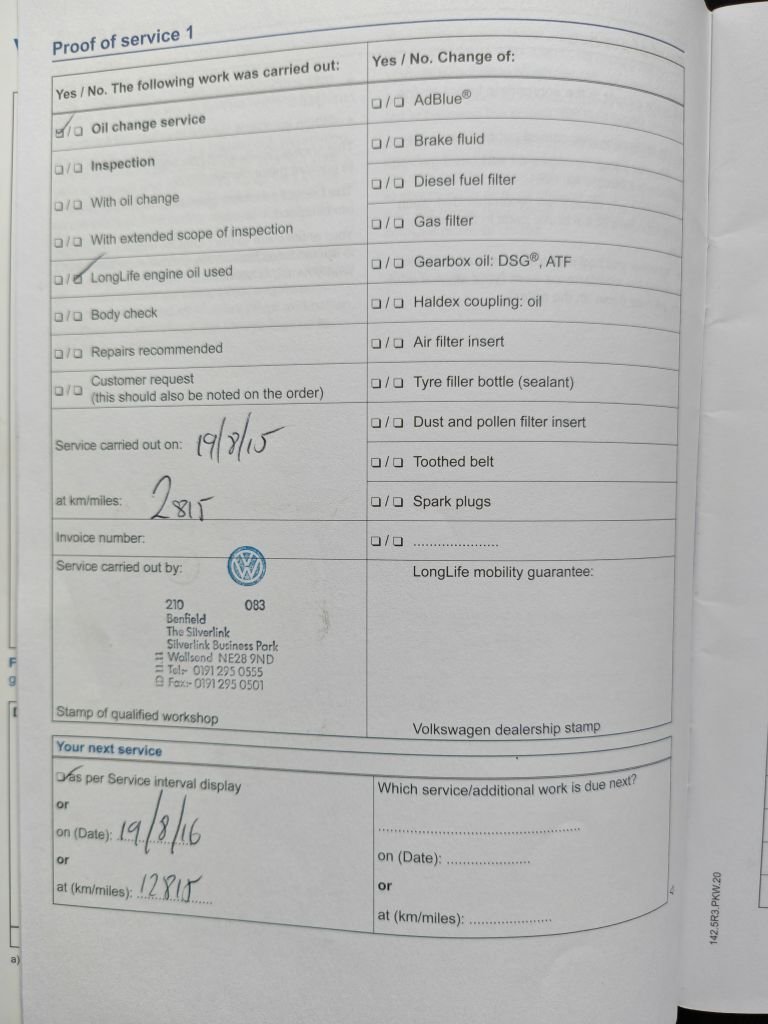 Proof of service 1
Yes / No. The following work was carried out:
☑/☐ Oil change service
☐/☐ Inspection
☐/☐ With oil change
☐/☐ With extended scope of inspection
☐/☑ LongLife engine oil used
☐/☐ Body check
☐/☐ Repairs recommended
☐/☐ Customer request
(this should also be noted on the order)
Service carried out on: 19/8/15
at km/miles: 2815
Invoice number:
Service carried out by:
210 083
Benfield
The Silverlink
Silverlink Business Park
Wallsend NE28 9ND
Tel:- 0191 295 0555
Fax:- 0191 295 0501
Stamp of qualified workshop
Yes / No. Change of:
☐/☐ AdBlue®
☐/☐ Brake fluid
☐/☐ Diesel fuel filter
☐/☐ Gas filter
☐/☐ Gearbox oil: DSG®, ATF
☐/☐ Haldex coupling: oil
☐/☐ Air filter insert
☐/☐ Tyre filler bottle (sealant)
☐/☐ Dust and pollen filter insert
☐/☐ Toothed belt
☐/☐ Spark plugs
☐/☐ .....................
LongLife mobility guarantee:
Volkswagen dealership stamp
Your next service
☑ as per Service interval display
or
on (Date): 19/8/16
or
at (km/miles): 12815
Which service/additional work is due next?
on (Date): .....................
or
at (km/miles): .....................
142.5R3.PKW.20
a)